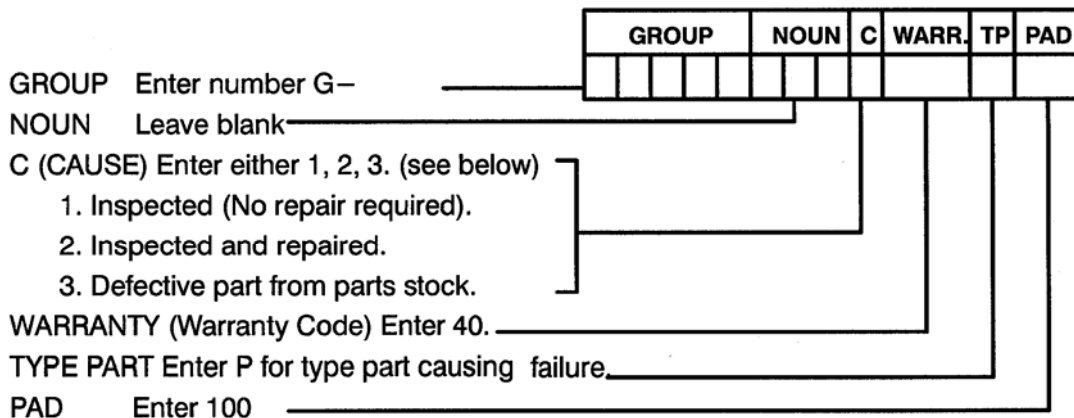 GROUP NOUN C WARR. TP PAD
GROUP Enter number G–
NOUN Leave blank
C (CAUSE) Enter either 1, 2, 3. (see below)
1. Inspected (No repair required).
2. Inspected and repaired.
3. Defective part from parts stock.
WARRANTY (Warranty Code) Enter 40.
TYPE PART Enter P for type part causing failure.
PAD Enter 100